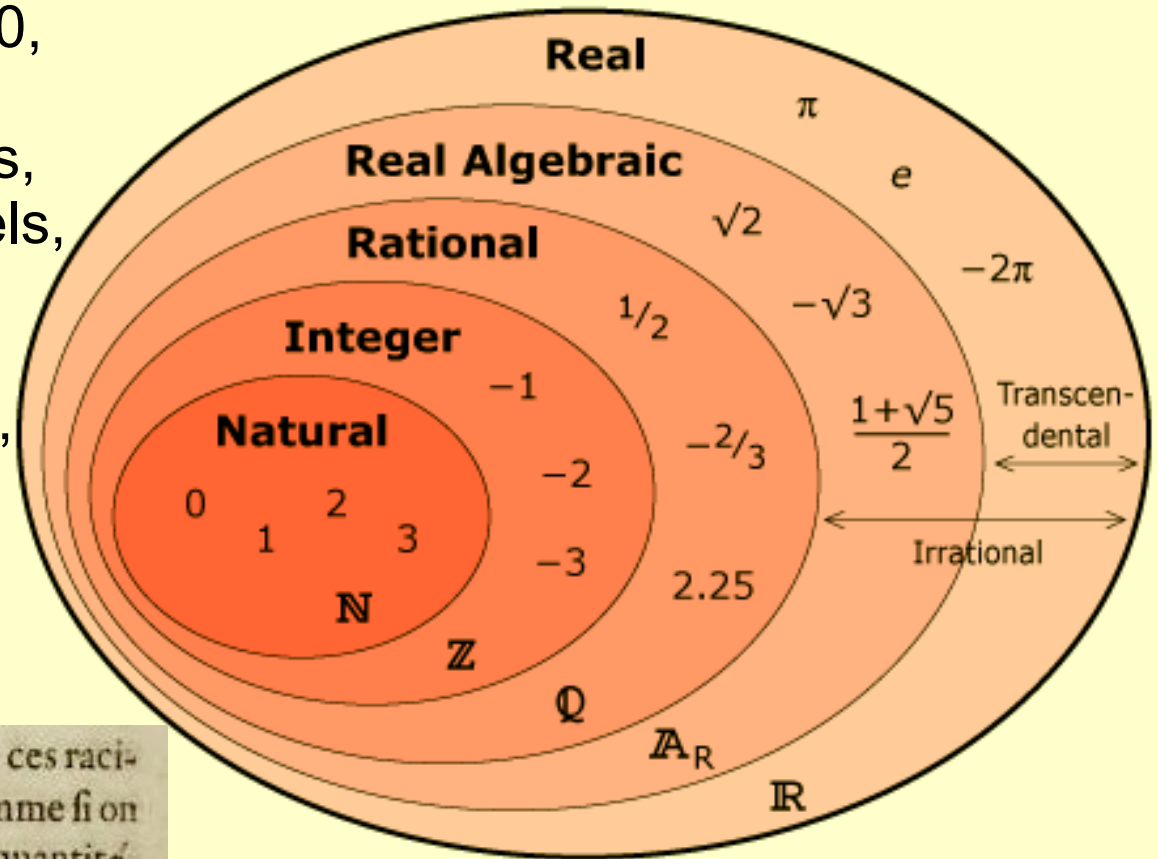 0,
s,
els,
,
Real
π
e
−2π
Real Algebraic
√2
−√3
1+√5
2
Rational
1/2
−2/3
2.25
Integer
−1
−2
−3
Natural
0
1
2
3
ℕ
ℤ
ℚ
𝔸R
ℝ
Transcen-
dental
Irrational
ces raci-
mme ſi on
quantité-